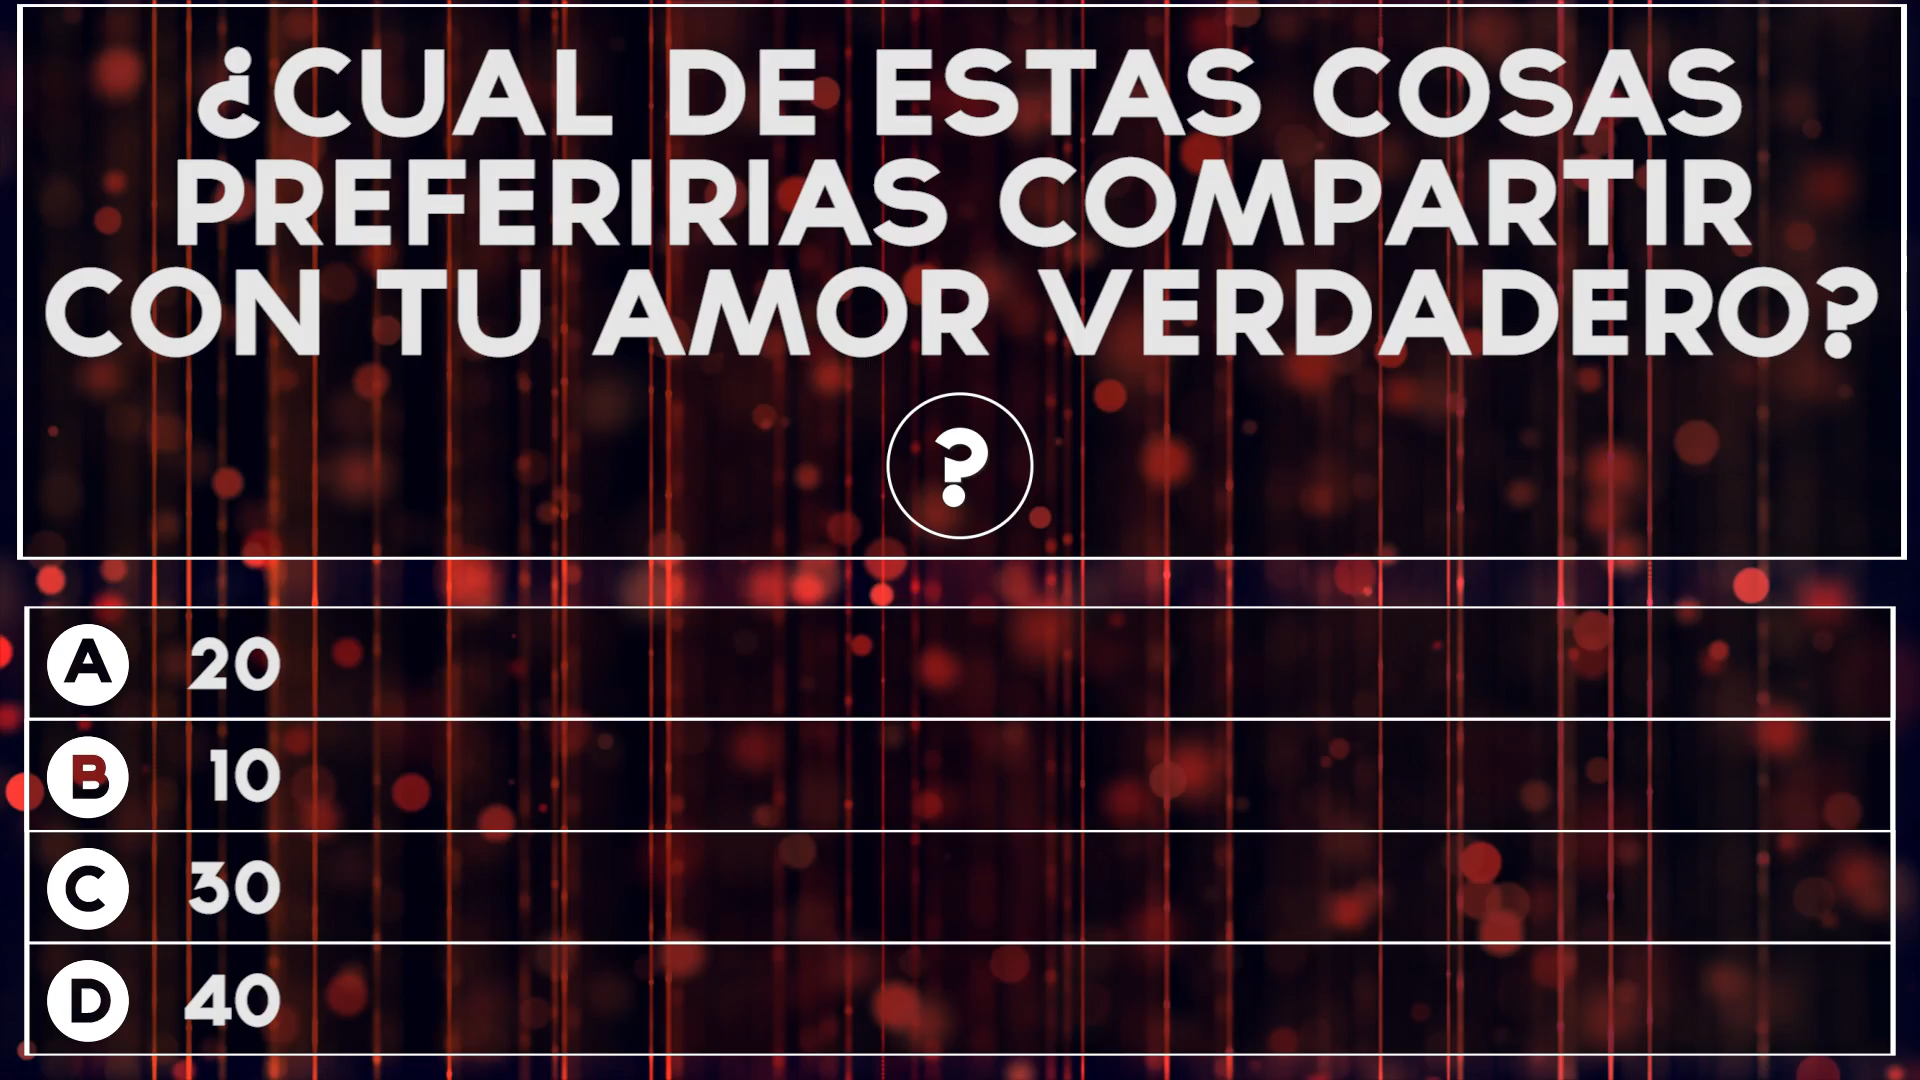 ¿CUAL DE ESTAS COSAS
PREFERIRIAS COMPARTIR
CON TU AMOR VERDADERO?
?
A 20
B 10
C 30
D 40